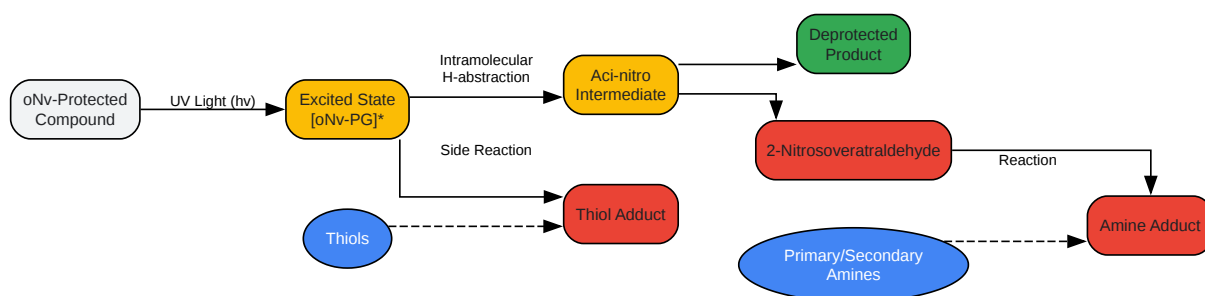 oNv-Protected
Compound
UV Light (hv)
Excited State
[oNv-PG]*
Intramolecular
H-abstraction
Aci-nitro
Intermediate
Deprotected
Product
2-Nitrosoveratraldehyde
Reaction
Side Reaction
Thiol Adduct
Thiols
Primary/Secondary
Amines
Amine Adduct